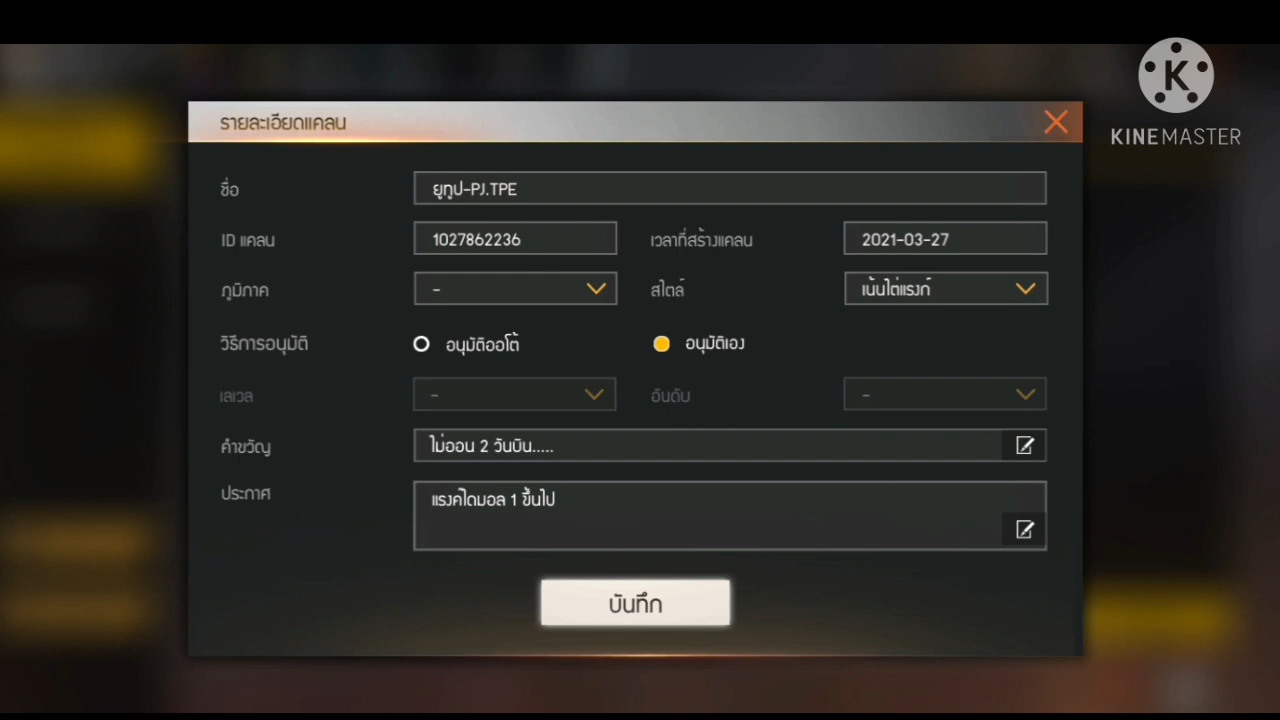 KINEMASTER
รายละเอียดแคลน
ชื่อ ยูทูป-PJ.TPE
ID แคลน 1027862236 เวลาที่สร้างแคลน 2021-03-27
ภูมิภาค - สไตล์ เน้นไต่แรงก์
วิธีการอนุมัติ อนุมัติออโต้ อนุมัติเอง
เลเวล - อันดับ -
คำขวัญ ไม่ออน 2 วันบิน.....
ประกาศ แรงค์ไดมอล 1 ขึ้นไป
บันทึก